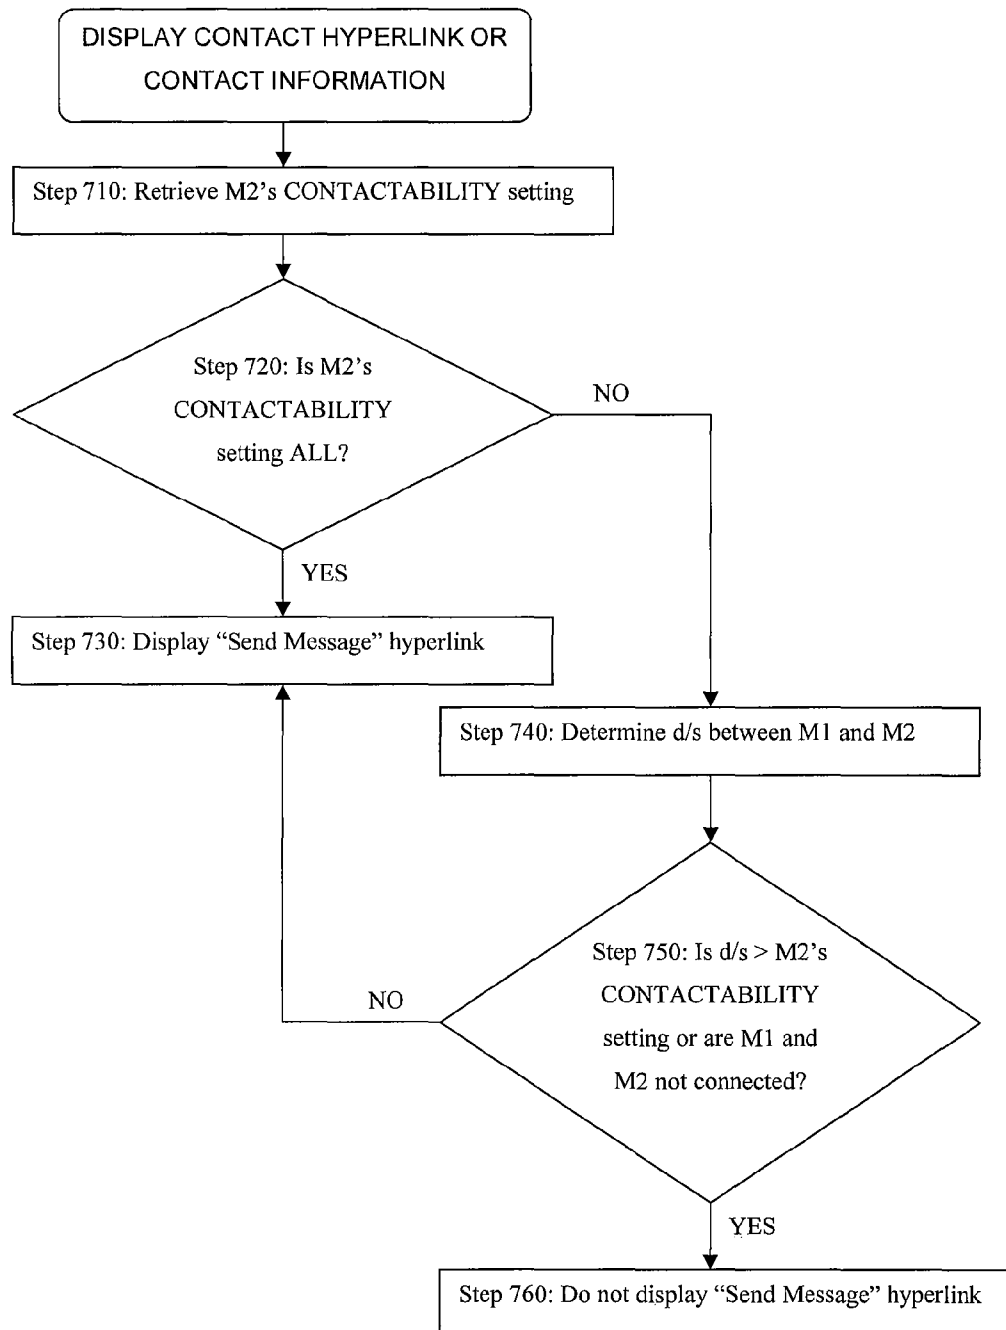 DISPLAY CONTACT HYPERLINK OR
CONTACT INFORMATION
Step 710: Retrieve M2’s CONTACTABILITY setting
Step 720: Is M2’s
CONTACTABILITY
setting ALL?
NO
YES
Step 730: Display “Send Message” hyperlink
Step 740: Determine d/s between M1 and M2
Step 750: Is d/s > M2’s
CONTACTABILITY
setting or are M1 and
M2 not connected?
NO
YES
Step 760: Do not display “Send Message” hyperlink